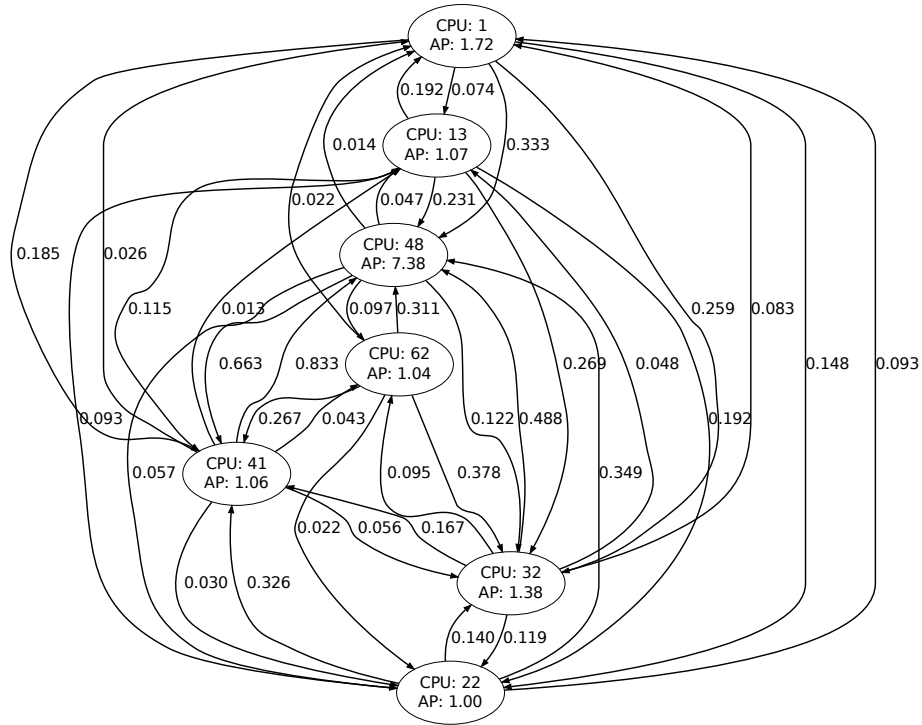 CPU: 1
AP: 1.72
0.192
0.074
CPU: 13
AP: 1.07
0.014
0.333
0.022
0.047
0.231
CPU: 48
AP: 7.38
0.185
0.026
0.115
0.013
0.097
0.311
0.259
0.083
CPU: 62
AP: 1.04
0.663
0.833
0.269
0.048
0.148
0.093
0.093
0.267
0.043
0.122
0.488
0.192
CPU: 41
AP: 1.06
0.057
0.095
0.378
0.349
0.022
0.056
0.167
0.030
0.326
CPU: 32
AP: 1.38
0.140
0.119
CPU: 22
AP: 1.00